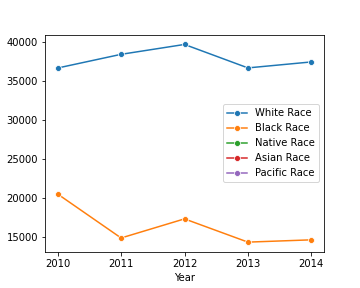 40000
35000
30000
25000
20000
15000
White Race
Black Race
Native Race
Asian Race
Pacific Race
2010 2011 2012 2013 2014
Year